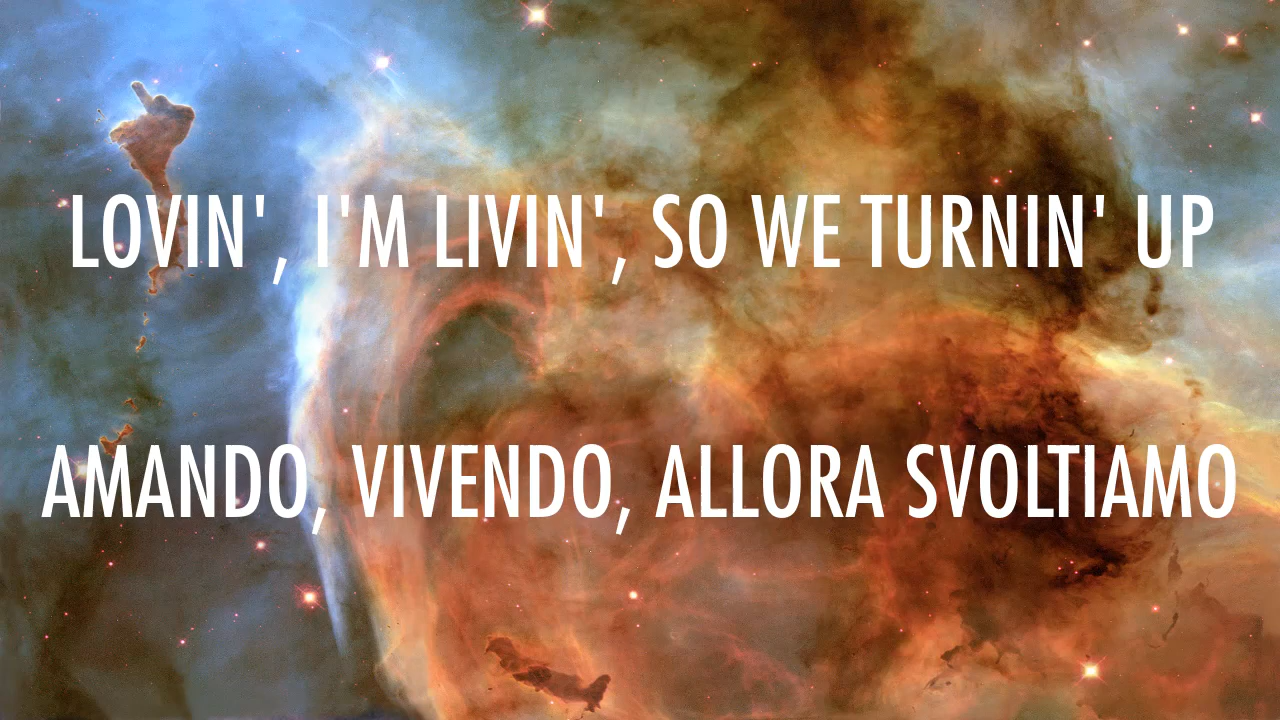 LOVIN', I'M LIVIN', SO WE TURNIN' UP
AMANDO, VIVENDO, ALLORA SVOLTIAMO